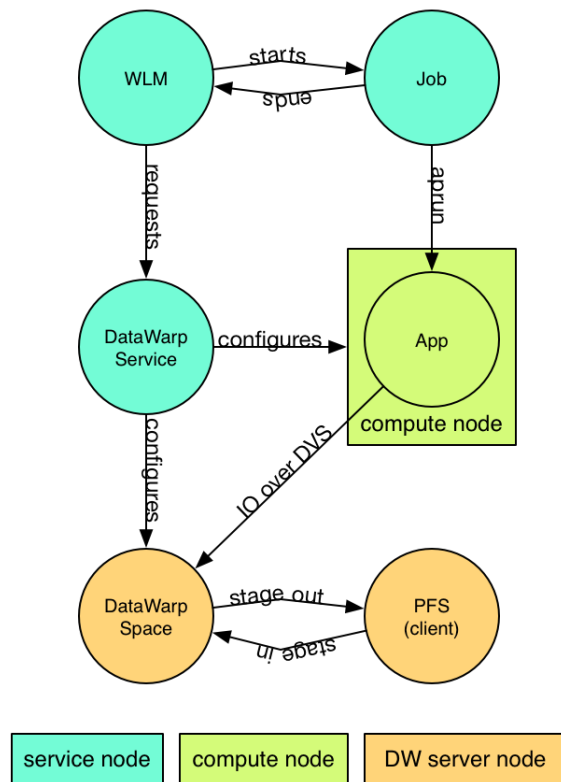 starts
WLM
Job
ends
requests
aprun
DataWarp
Service
configures
App
compute node
configures
IO over DVS
DataWarp
Space
stage out
PFS
(client)
stage in
service node
compute node
DW server node